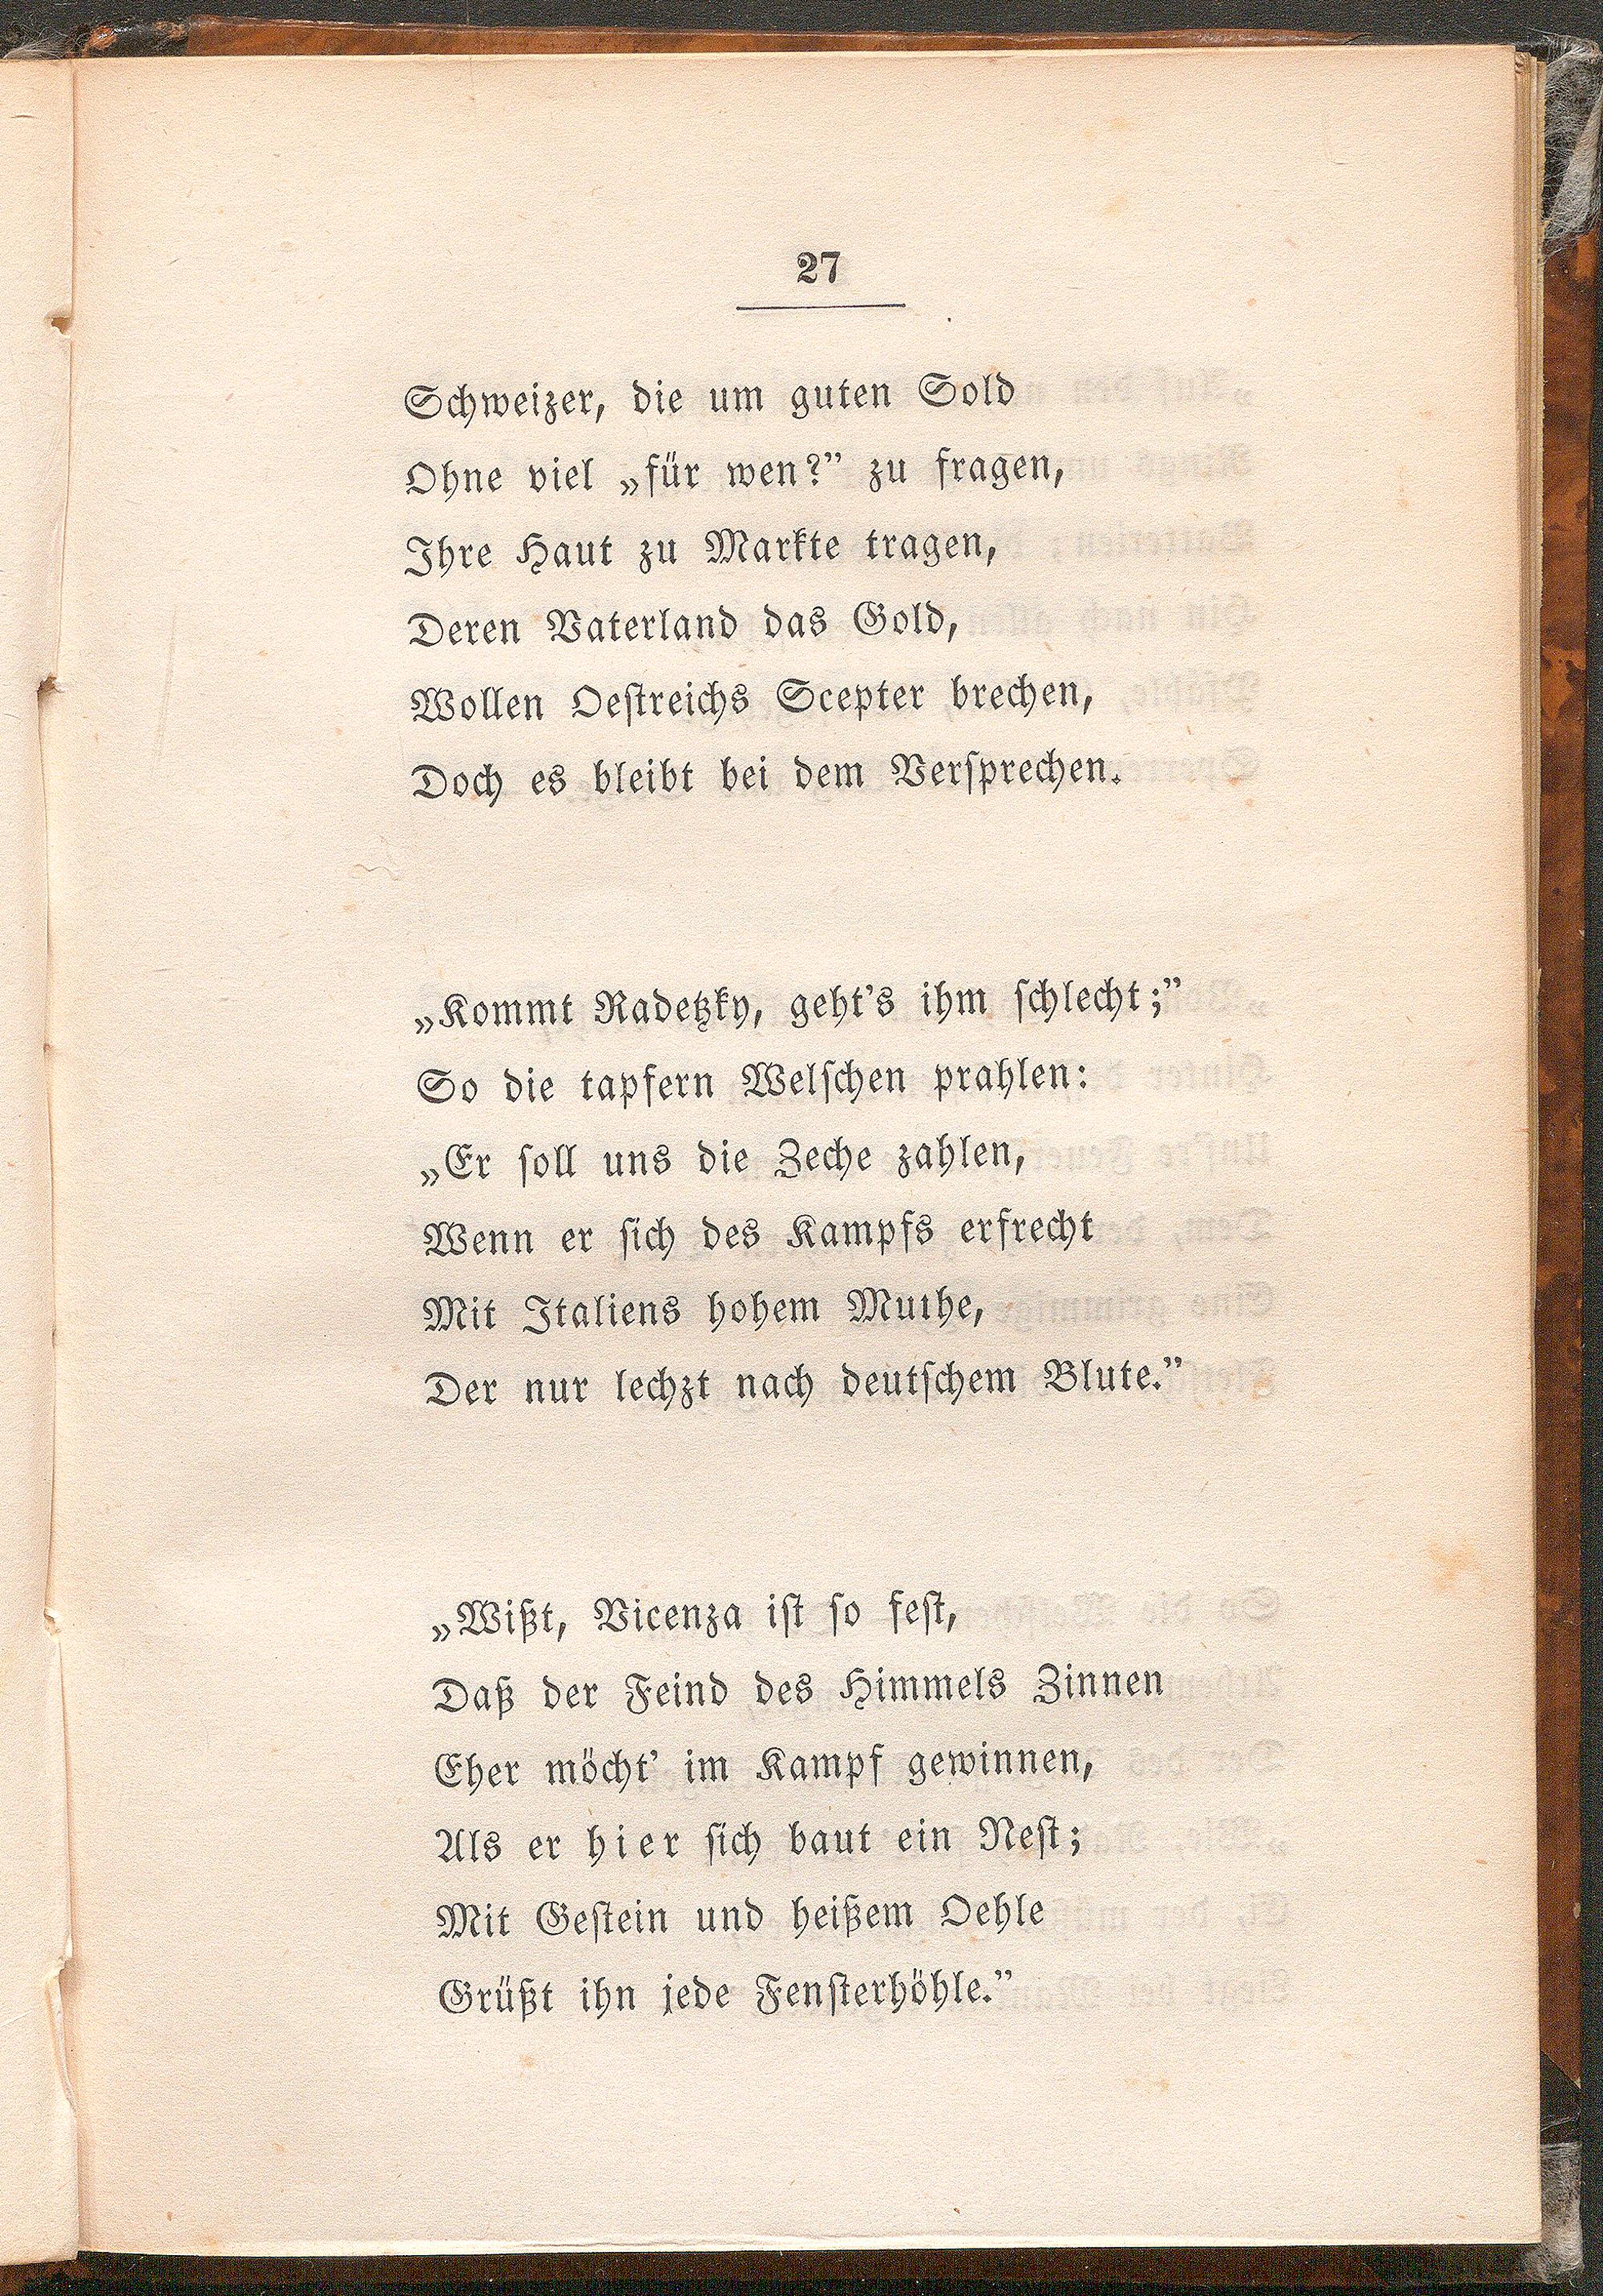 27
Schweizer, die um guten Sold
Ohne viel „für wen?” zu fragen,
Ihre Haut zu Markte tragen,
Deren Vaterland das Gold,
Wollen Oestreichs Scepter brechen,
Doch es bleibt bei dem Versprechen.
„Kommt Radetzky, geht's ihm schlecht;”
So die tapfern Welschen prahlen:
„Er soll uns die Zeche zahlen,
Wenn er sich des Kampfs erfrecht
Mit Italiens hohem Muthe,
Der nur lechzt nach deutschem Blute.”
„Wißt, Vicenza ist so fest,
Daß der Feind des Himmels Zinnen
Eher möcht' im Kampf gewinnen,
Als er hier sich baut ein Nest;
Mit Gestein und heißem Oehle
Grüßt ihn jede Fensterhöhle.”